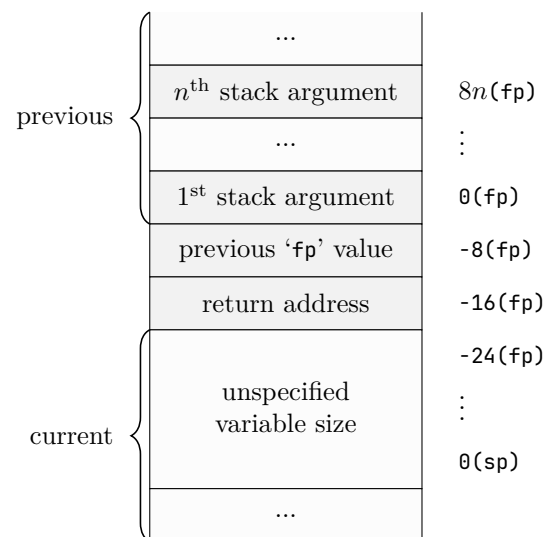 ...
nth stack argument 8n(fp)
previous
... ⋮
1st stack argument 0(fp)
previous ‘fp’ value -8(fp)
return address -16(fp)
-24(fp)
unspecified
variable size ⋮
current
0(sp)
...